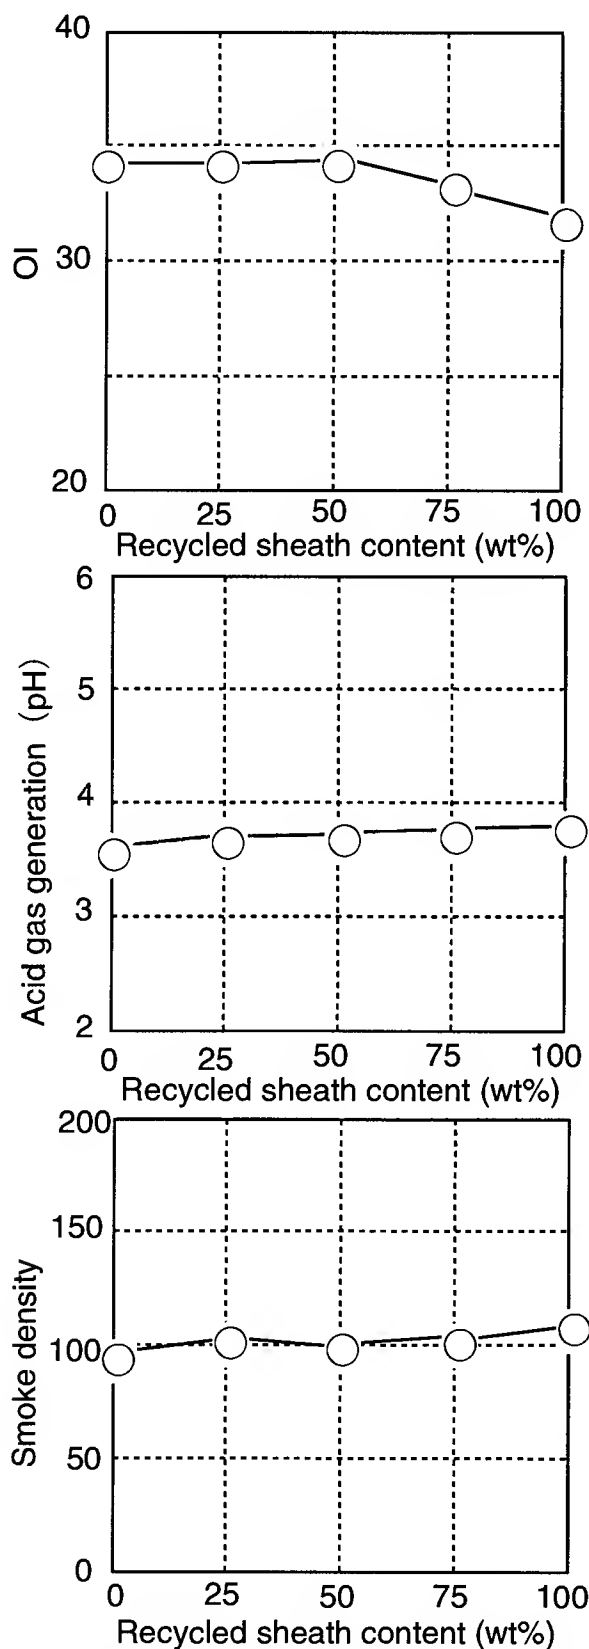 40
30
20
OI
0 25 50 75 100
Recycled sheath content (wt%)
6
5
4
3
2
Acid gas generation (pH)
0 25 50 75 100
Recycled sheath content (wt%)
200
150
100
50
0
Smoke density
0 25 50 75 100
Recycled sheath content (wt%)